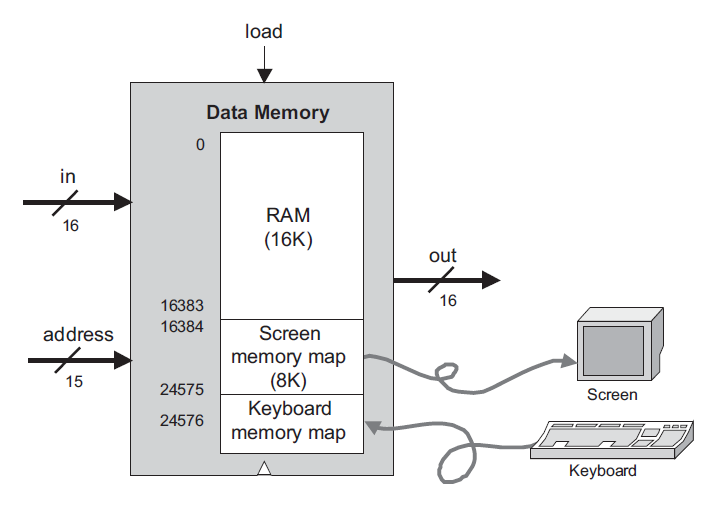 load
Data Memory
0
in
16
RAM
(16K)
out
16
16383
16384
address
15
Screen
memory map
(8K)
24575
24576
Keyboard
memory map
Screen
Keyboard